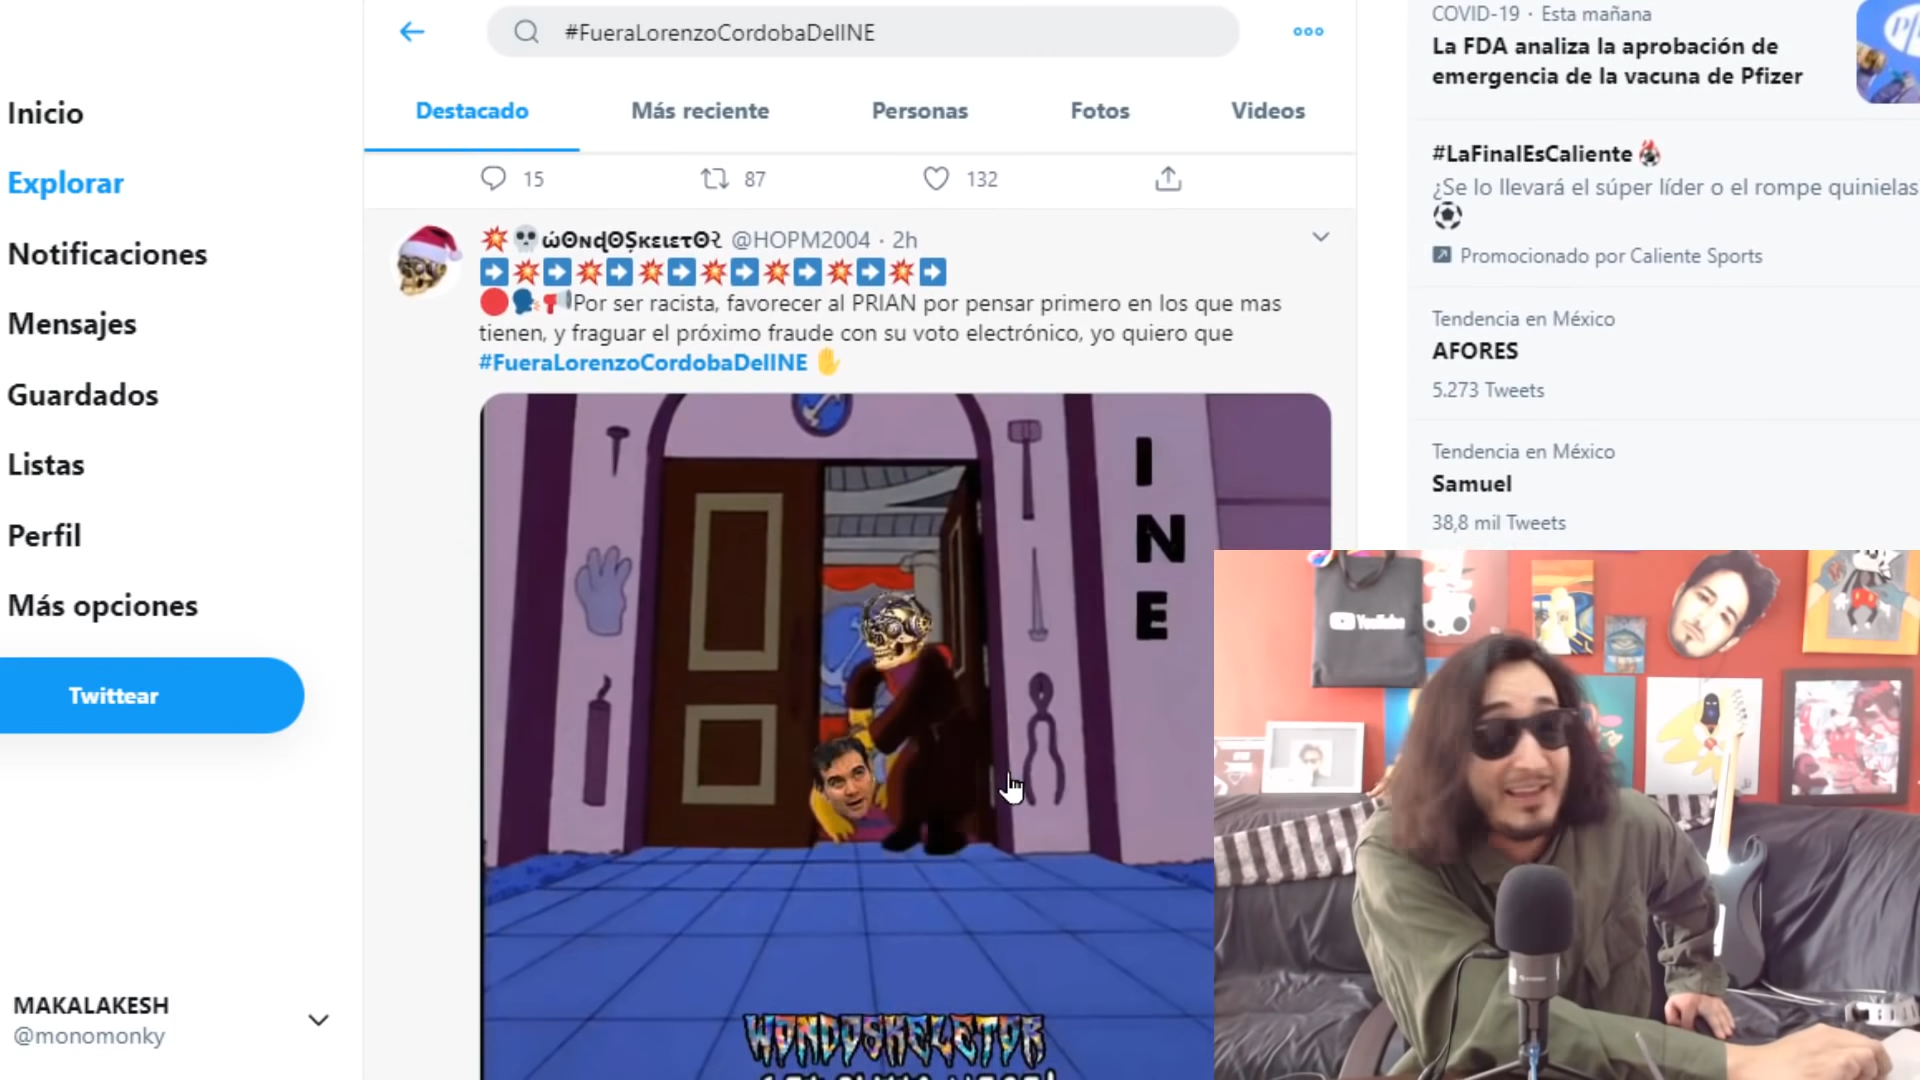 Inicio
Explorar
Notificaciones
Mensajes
Guardados
Listas
Perfil
Más opciones
Twittear
MAKALAKESH
@monomonky
#FueraLorenzoCordobaDelINE
Destacado
Más reciente
Personas
Fotos
Videos
15
87
132
@HOPM2004 · 2h
Por ser racista, favorecer al PRIAN por pensar primero en los que mas
tienen, y fraguar el próximo fraude con su voto electrónico, yo quiero que
#FueraLorenzoCordobaDelINE
I
N
E
WONDVSKELETOR
COVID-19 · Esta mañana
La FDA analiza la aprobación de
emergencia de la vacuna de Pfizer
#LaFinalEsCaliente
¿Se lo llevará el súper líder o el rompe quinielas
Promocionado por Caliente Sports
Tendencia en México
AFORES
5.273 Tweets
Tendencia en México
Samuel
38,8 mil Tweets
YouTube